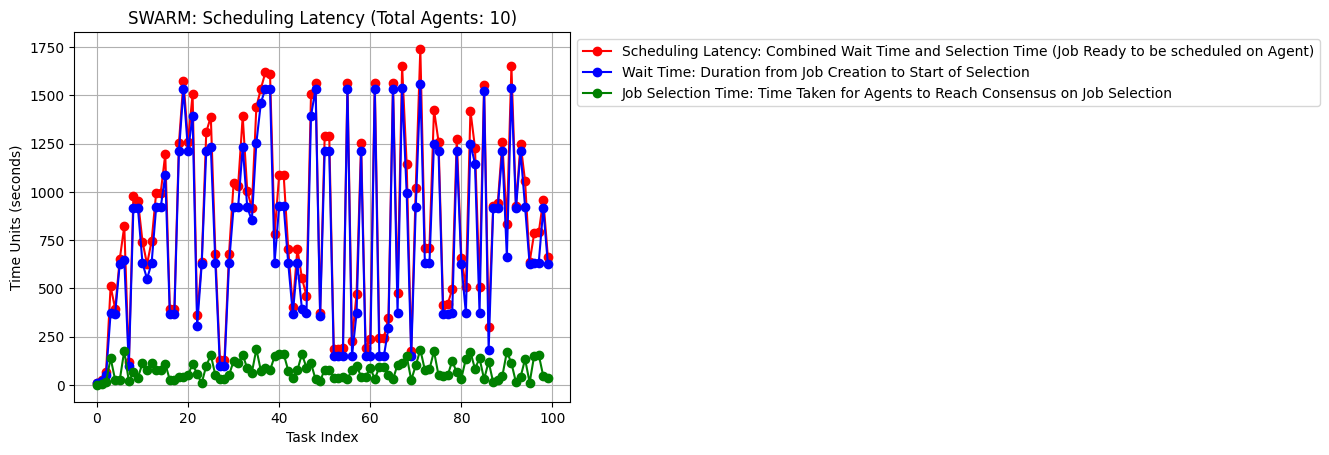 SWARM: Scheduling Latency (Total Agents: 10)
Scheduling Latency: Combined Wait Time and Selection Time (Job Ready to be scheduled on Agent)
Wait Time: Duration from Job Creation to Start of Selection
Job Selection Time: Time Taken for Agents to Reach Consensus on Job Selection
Time Units (seconds)
1750
1500
1250
1000
750
500
250
0
0 20 40 60 80 100
Task Index